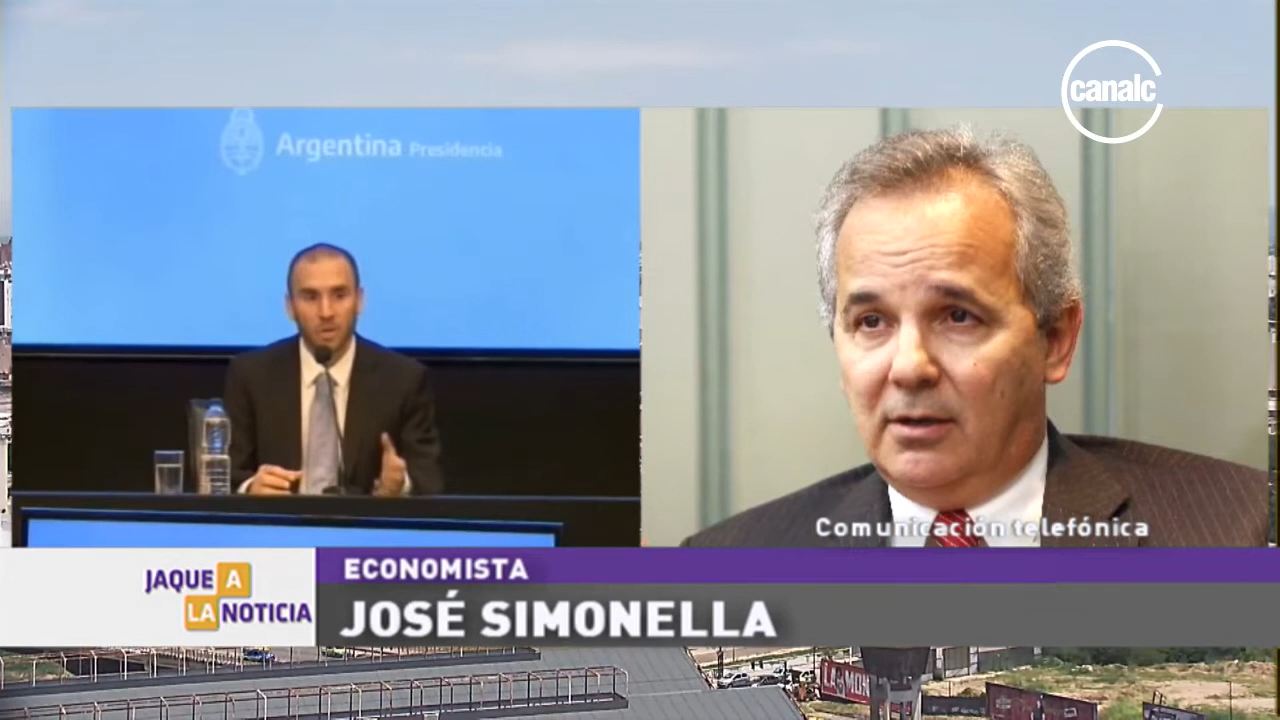 canalc
Argentina Presidencia
Comunicación telefónica
JAQUE A
LA NOTICIA
ECONOMISTA
JOSÉ SIMONELLA